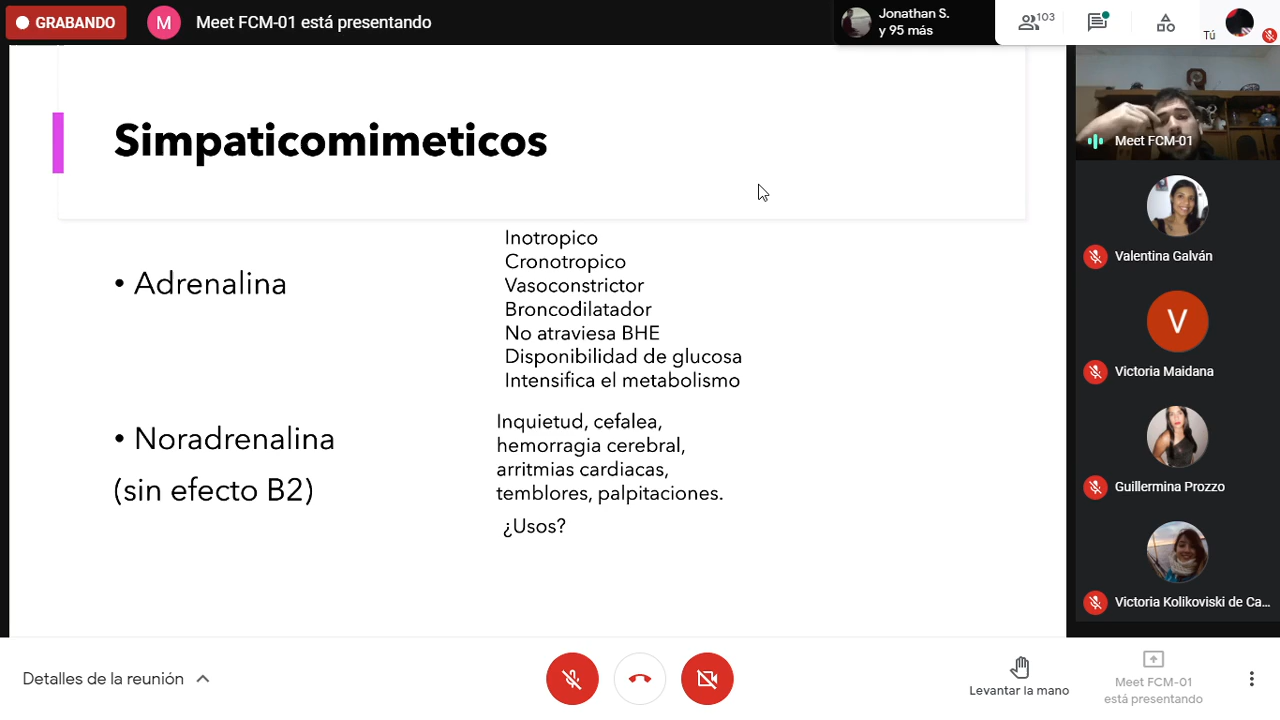 GRABANDO
M
Meet FCM-01 está presentando
Jonathan S.
y 95 más
103
Tú
Simpaticomimeticos
• Adrenalina
Inotropico
Cronotropico
Vasoconstrictor
Broncodilatador
No atraviesa BHE
Disponibilidad de glucosa
Intensifica el metabolismo
• Noradrenalina
(sin efecto B2)
Inquietud, cefalea,
hemorragia cerebral,
arritmias cardiacas,
temblores, palpitaciones.
¿Usos?
Meet FCM-01
Valentina Galván
V
Victoria Maidana
Guillermina Prozzo
Victoria Kolikoviski de Ca...
Detalles de la reunión
Levantar la mano
Meet FCM-01
está presentando